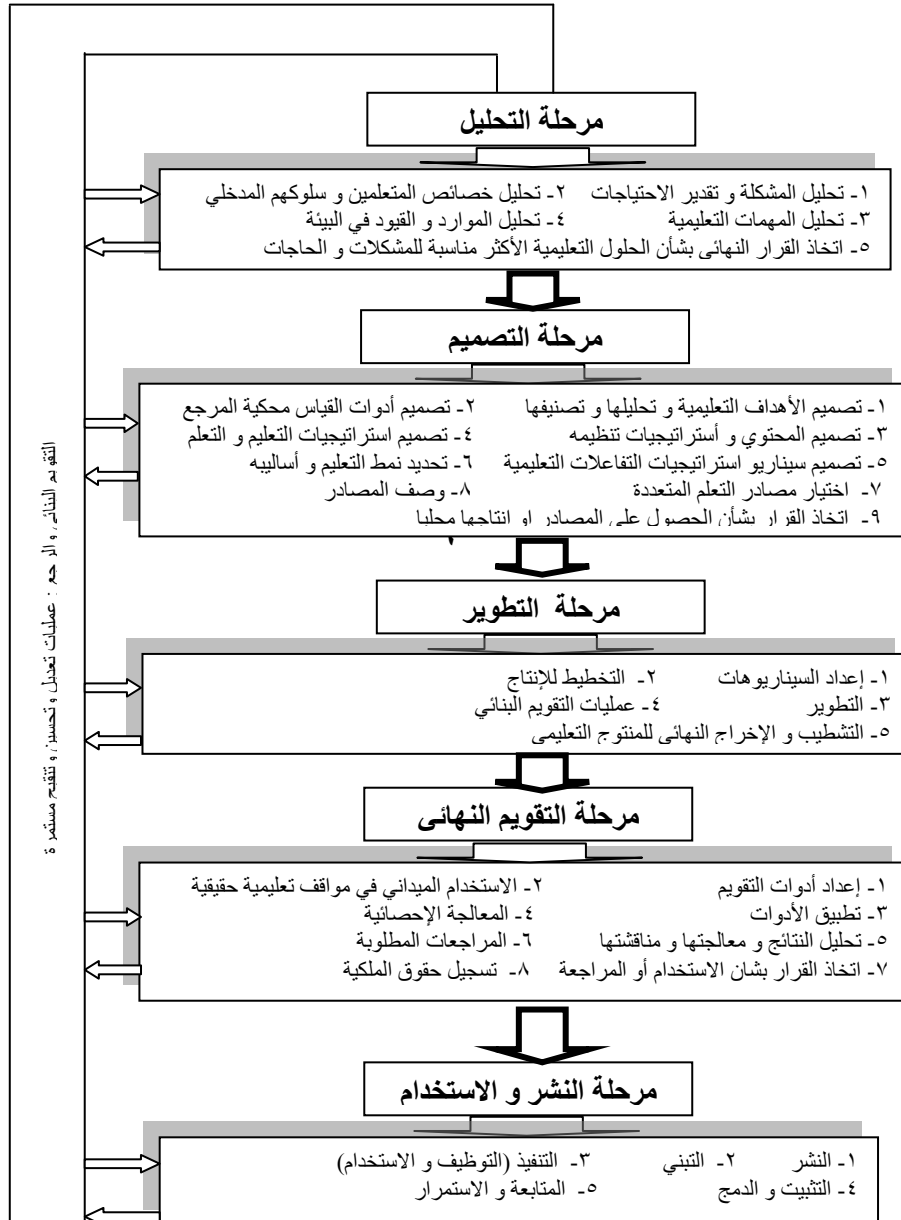 مرحلة التحليل
١- تحليل المشكلة و تقدير الاحتياجات ٢- تحليل خصائص المتعلمين و سلوكهم المدخلي
٣- تحليل المهمات التعليمية ٤- تحليل الموارد و القيود في البيئة
٥- اتخاذ القرار النهائى بشأن الحلول التعليمية الأكثر مناسبة للمشكلات و الحاجات
مرحلة التصميم
١- تصميم الأهداف التعليمية و تحليلها و تصنيفها ٢- تصميم أدوات القياس محكية المرجع
٣- تصميم المحتوي و أستراتيجيات تنظيمه ٤- تصميم استراتيجيات التعليم و التعلم
٥- تصميم سيناريو استراتيجيات التفاعلات التعليمية ٦- تحديد نمط التعليم و أساليبه
٧- اختيار مصادر التعلم المتعددة ٨- وصف المصادر
٩- اتخاذ القرار بشأن الحصول على المصادر او انتاجها محليا
مرحلة التطوير
١- إعداد السيناريوهات ٢- التخطيط للإنتاج
٣- التطوير ٤- عمليات التقويم البنائي
٥- التشطيب و الإخراج النهائى للمنتوج التعليمى
مرحلة التقويم النهائى
١- إعداد أدوات التقويم ٢- الاستخدام الميداني في مواقف تعليمية حقيقية
٣- تطبيق الأدوات ٤- المعالجة الإحصائية
٥- تحليل النتائج و معالجتها و مناقشتها ٦- المراجعات المطلوبة
٧- اتخاذ القرار بشان الاستخدام أو المراجعة ٨- تسجيل حقوق الملكية
مرحلة النشر و الاستخدام
١- النشر ٢- التبني ٣- التنفيذ (التوظيف و الاستخدام)
٤- التثبيت و الدمج ٥- المتابعة و الاستمرار
التقويم البنائي و الرجع : عمليات تعديل و تحسين و تنقيح مستمرة